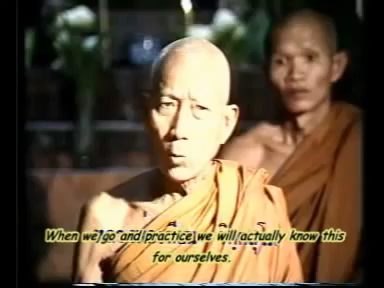 When we go and practice we will actually know this
for ourselves.